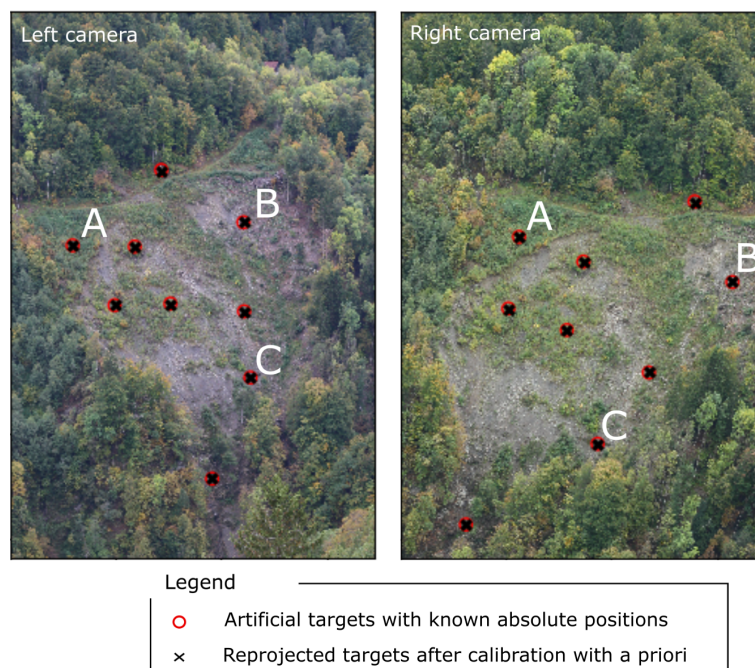 Left camera
Right camera
A
B
C
A
B
C
Legend
Artificial targets with known absolute positions
Reprojected targets after calibration with a priori